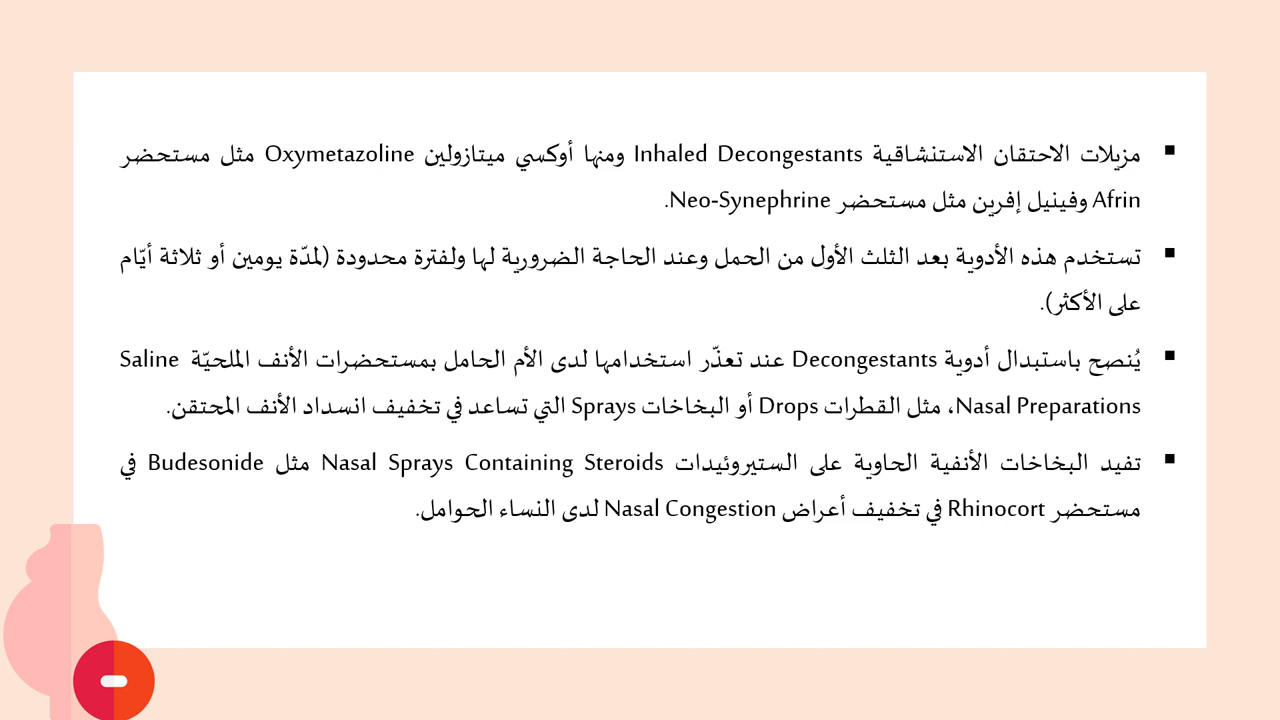 ▪ مزيلات الاحتقان الاستنشاقية Inhaled Decongestants ومنها أوكسي ميتازولين Oxymetazoline مثل مستحضر
Afrin وفينيل إفرين مثل مستحضر Neo-Synephrine.
▪ تستخدم هذه الأدوية بعد الثلث الأول من الحمل وعند الحاجة الضرورية لها ولفترة محدودة (لمدّة يومين أو ثلاثة أيّام
على الأكثر).
▪ يُنصح باستبدال أدوية Decongestants عند تعذّر استخدامها لدى الأم الحامل بمستحضرات الأنف الملحيّة Saline
Nasal Preparations، مثل القطرات Drops أو البخاخات Sprays التي تساعد في تخفيف انسداد الأنف المحتقن.
▪ تفيد البخاخات الأنفية الحاوية على الستيروئيدات Nasal Sprays Containing Steroids مثل Budesonide في
مستحضر Rhinocort في تخفيف أعراض Nasal Congestion لدى النساء الحوامل.